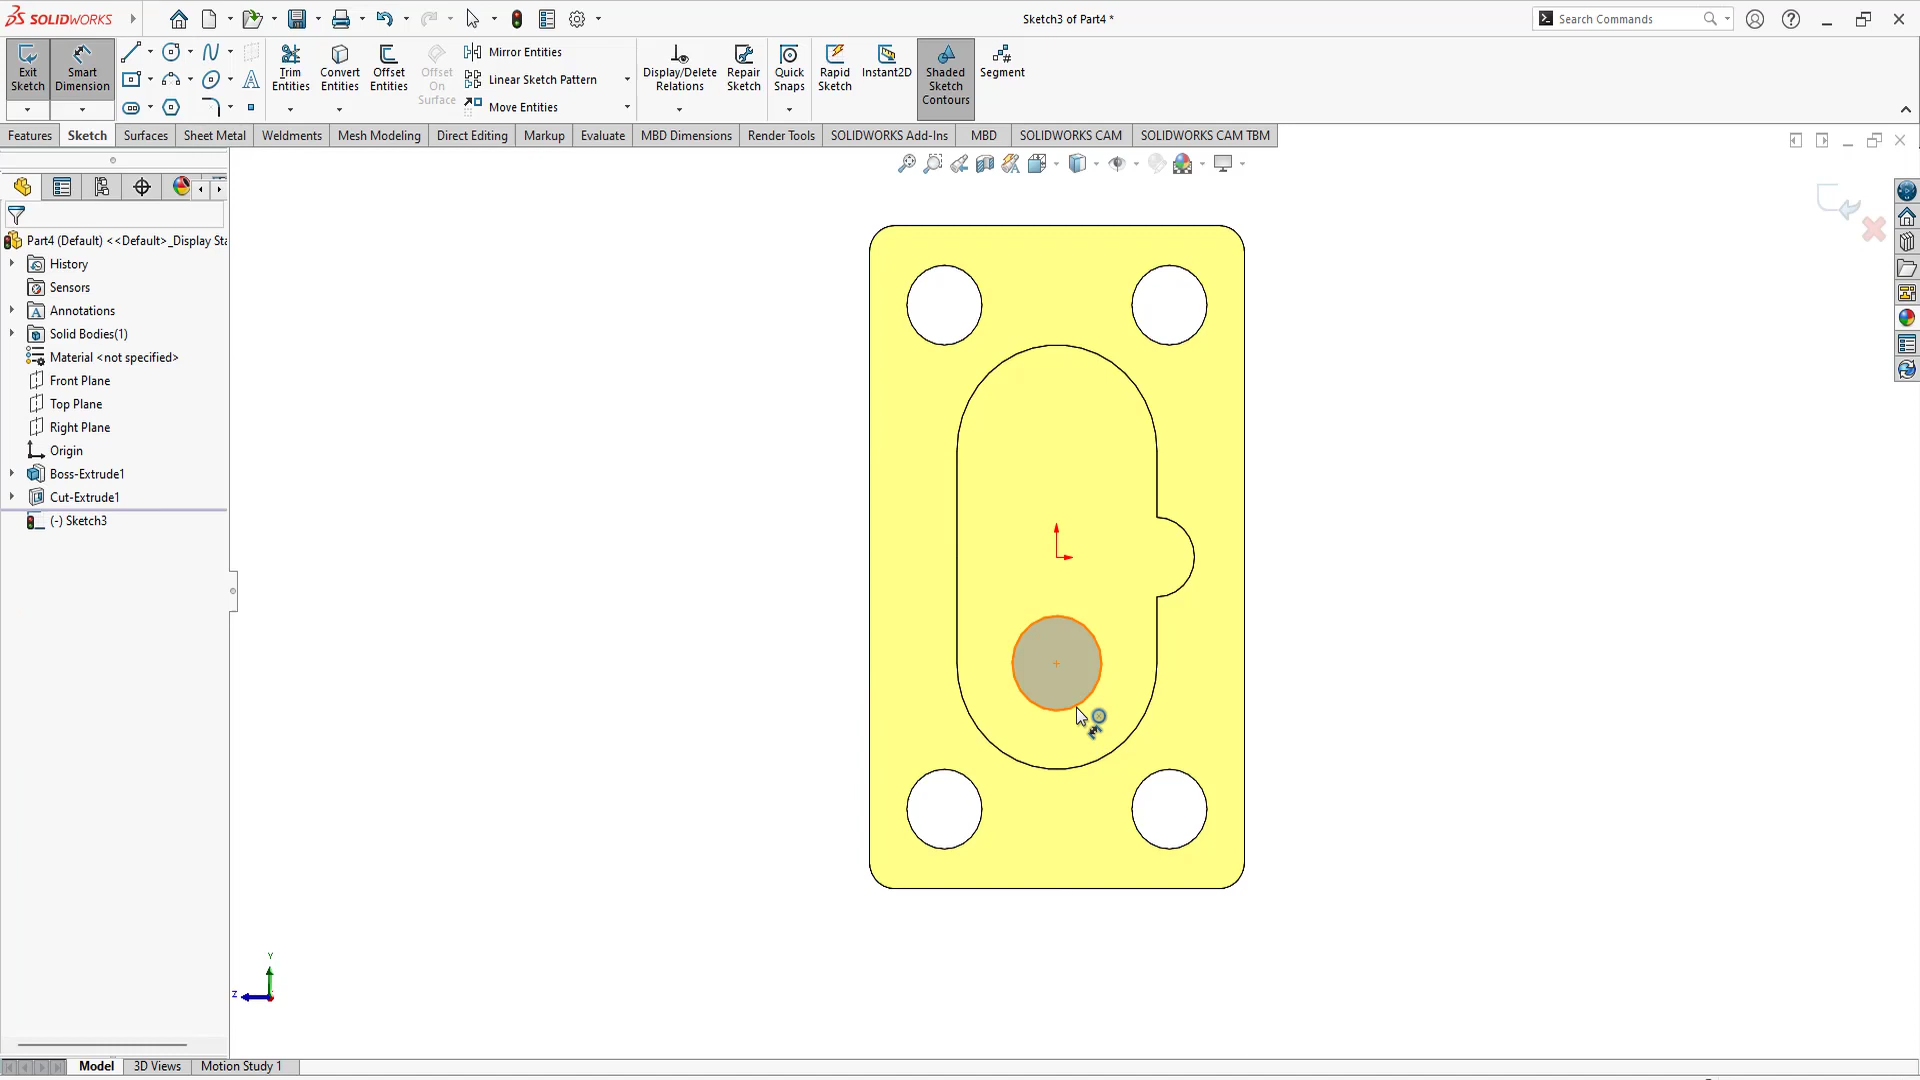 SOLIDWORKS
Sketch3 of Part4 *
Search Commands
Exit Sketch
Smart Dimension
Trim Entities
Convert Entities
Offset Entities
Offset On Surface
Mirror Entities
Linear Sketch Pattern
Move Entities
Display/Delete Relations
Repair Sketch
Quick Snaps
Rapid Sketch
Instant2D
Shaded Sketch Contours
Segment
Features
Sketch
Surfaces
Sheet Metal
Weldments
Mesh Modeling
Direct Editing
Markup
Evaluate
MBD Dimensions
Render Tools
SOLIDWORKS Add-Ins
MBD
SOLIDWORKS CAM
SOLIDWORKS CAM TBM
Part4 (Default) <<Default>_Display Sta
History
Sensors
Annotations
Solid Bodies(1)
Material <not specified>
Front Plane
Top Plane
Right Plane
Origin
Boss-Extrude1
Cut-Extrude1
(-) Sketch3
Y
Z
Model
3D Views
Motion Study 1